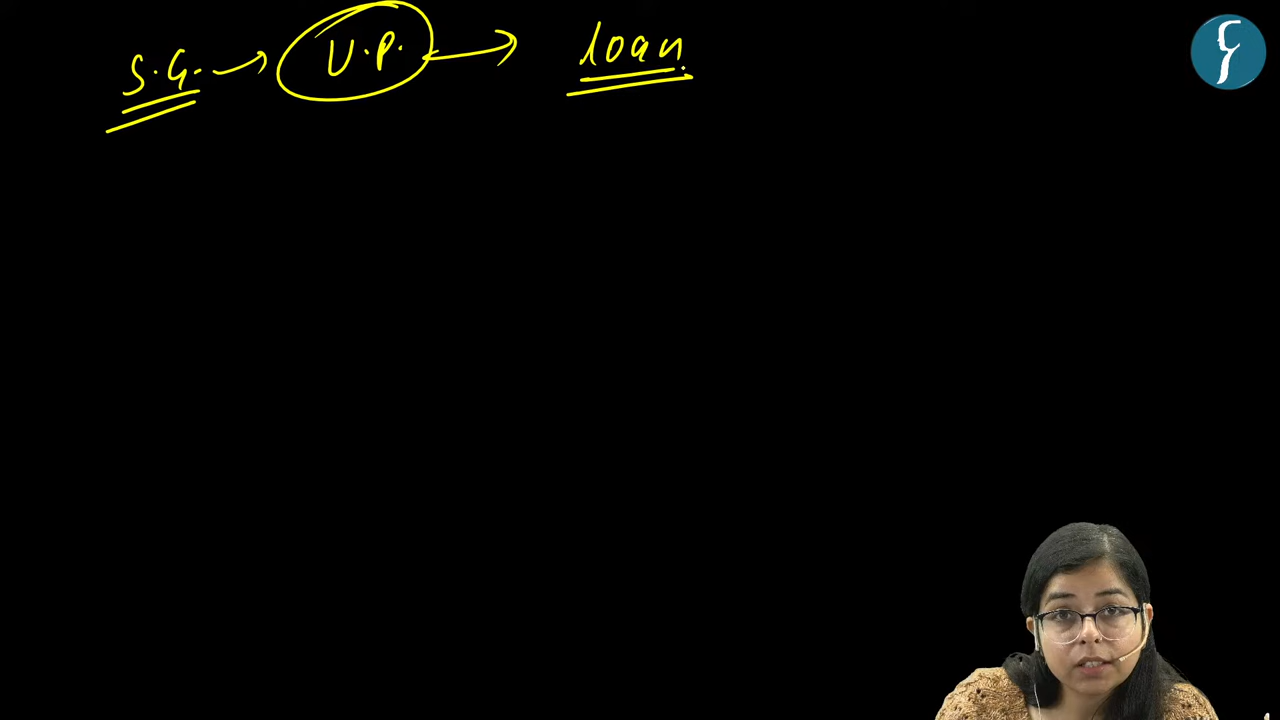 S.G. → U.P. → loan.